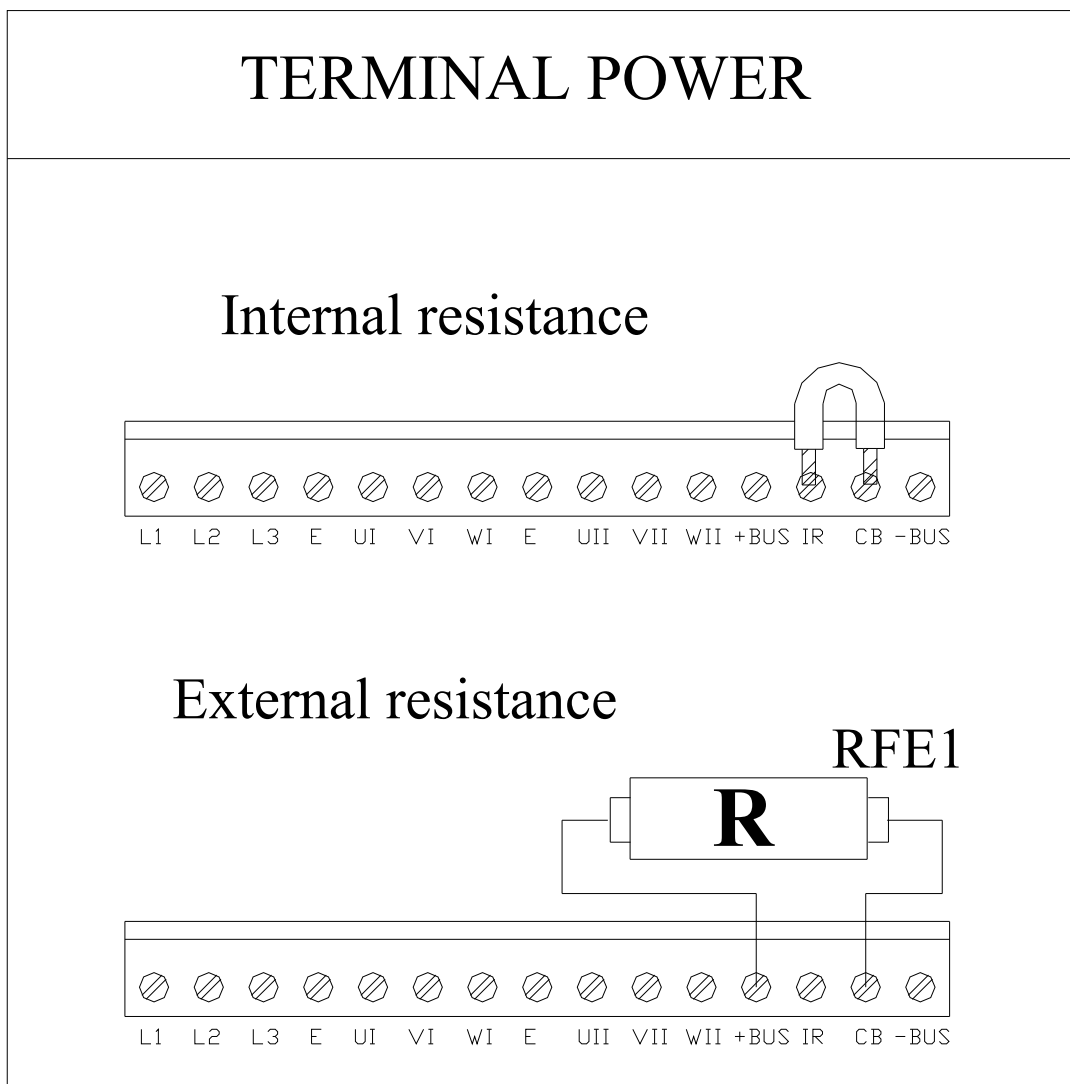 TERMINAL POWER
Internal resistance
L1 L2 L3 E UI VI WI E UII VII WII +BUS IR CB -BUS
External resistance
RFE1
R
L1 L2 L3 E UI VI WI E UII VII WII +BUS IR CB -BUS